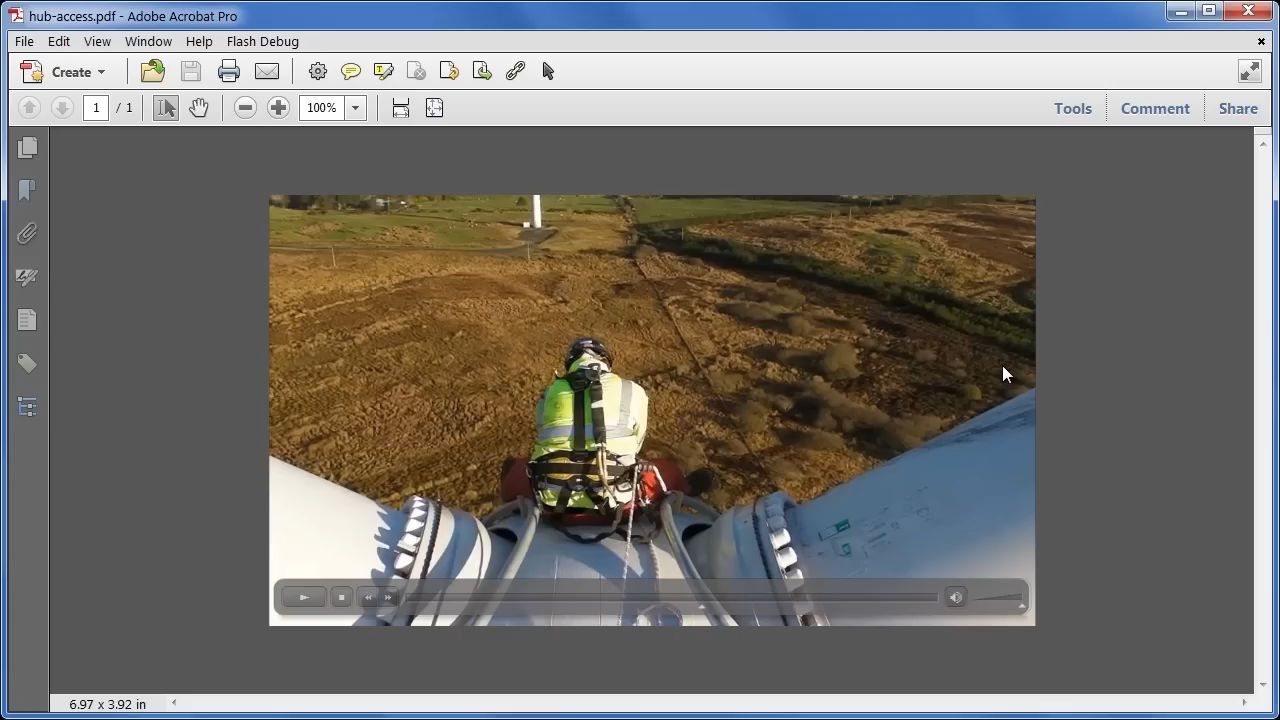 hub-access.pdf - Adobe Acrobat Pro
File Edit View Window Help Flash Debug
Create
1 / 1 100% Tools Comment Share
6.97 x 3.92 in